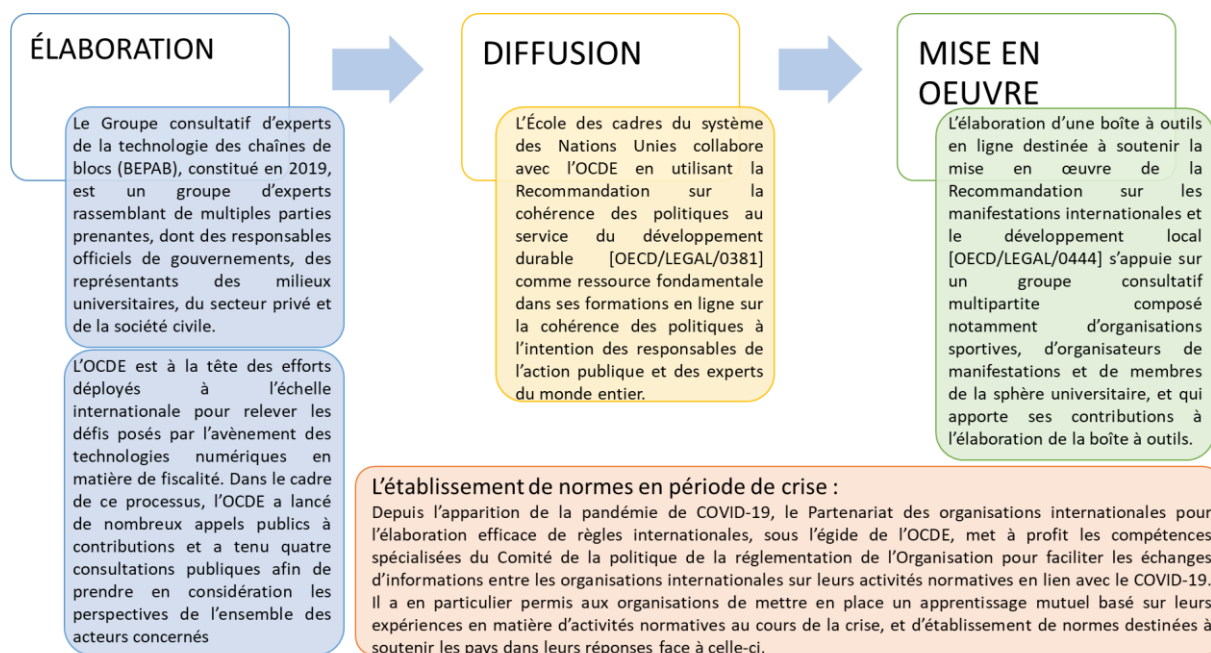 ÉLABORATION
Le Groupe consultatif d'experts
de la technologie des chaînes de
blocs (BEPAB), constitué en 2019,
est un groupe d'experts
rassemblant de multiples parties
prenantes, dont des responsables
officiels de gouvernements, des
représentants des milieux
universitaires, du secteur privé et
de la société civile.
L'OCDE est à la tête des efforts
déployés à l'échelle
internationale pour relever les
défis posés par l'avènement des
technologies numériques en
matière de fiscalité. Dans le cadre
de ce processus, l'OCDE a lancé
de nombreux appels publics à
contributions et a tenu quatre
consultations publiques afin de
prendre en considération les
perspectives de l'ensemble des
acteurs concernés
DIFFUSION
L'École des cadres du système
des Nations Unies collabore
avec l'OCDE en utilisant la
Recommandation sur la
cohérence des politiques au
service du développement
durable [OECD/LEGAL/0381]
comme ressource fondamentale
dans ses formations en ligne sur
la cohérence des politiques à
l'intention des responsables de
l'action publique et des experts
du monde entier.
MISE EN
OEUVRE
L'élaboration d'une boîte à outils
en ligne destinée à soutenir la
mise en œuvre de la
Recommandation sur les
manifestations internationales et
le développement local
[OECD/LEGAL/0444] s'appuie sur
un groupe consultatif
multipartite composé
notamment d'organisations
sportives, d'organisateurs de
manifestations et de membres
de la sphère universitaire, et qui
apporte ses contributions à
l'élaboration de la boîte à outils.
L'établissement de normes en période de crise :
Depuis l'apparition de la pandémie de COVID-19, le Partenariat des organisations internationales pour
l'élaboration efficace de règles internationales, sous l'égide de l'OCDE, met à profit les compétences
spécialisées du Comité de la politique de la réglementation de l'Organisation pour faciliter les échanges
d'informations entre les organisations internationales sur leurs activités normatives en lien avec le COVID-19.
Il a en particulier permis aux organisations de mettre en place un apprentissage mutuel basé sur leurs
expériences en matière d'activités normatives au cours de la crise, et d'établissement de normes destinées à
soutenir les pays dans leurs réponses face à celle-ci.